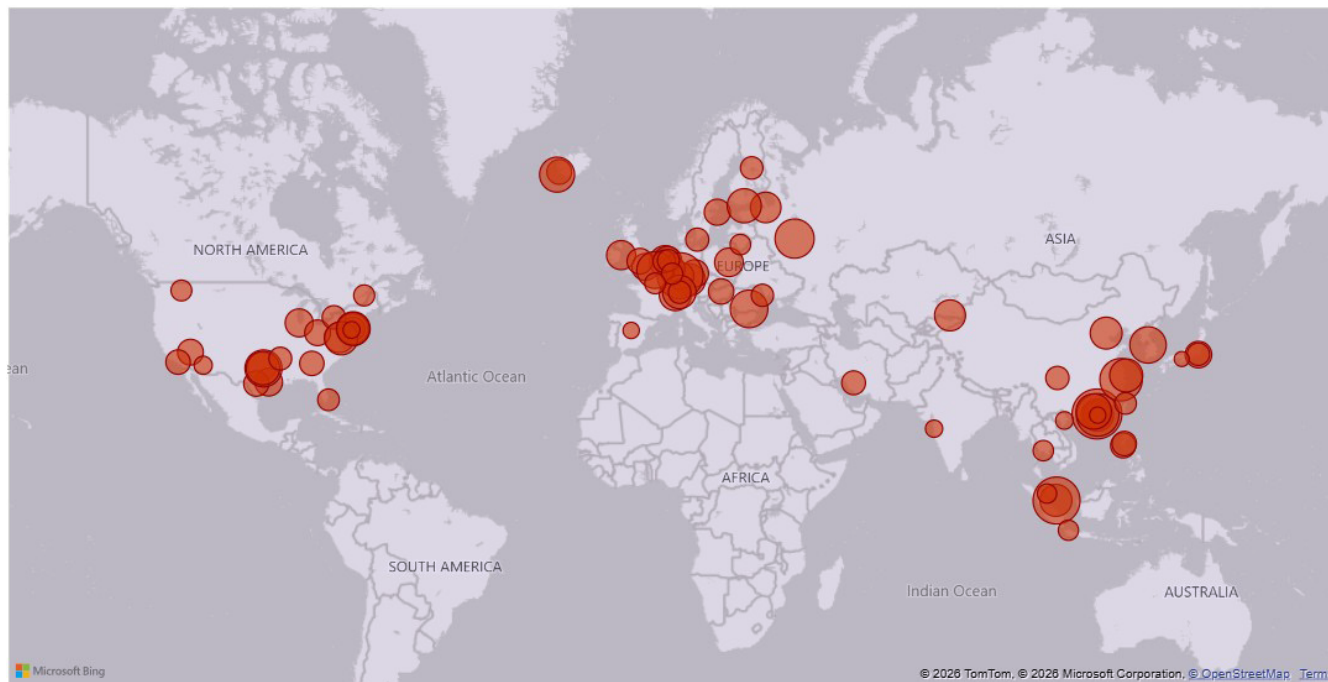 NORTH AMERICA
ASIA
EUROPE
ean
Atlantic Ocean
AFRICA
SOUTH AMERICA
Indian Ocean
AUSTRALIA
Microsoft Bing
© 2026 TomTom, © 2026 Microsoft Corporation, © OpenStreetMap Term